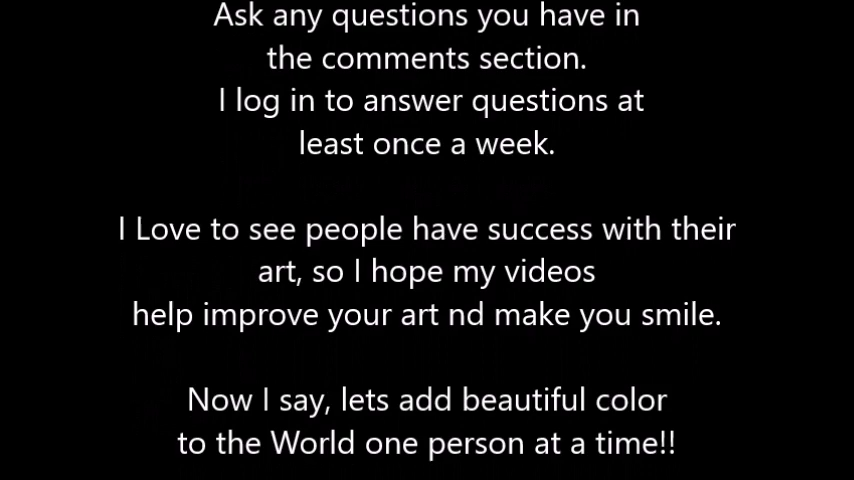 Ask any questions you have in
the comments section.
I log in to answer questions at
least once a week.
I Love to see people have success with their
art, so I hope my videos
help improve your art nd make you smile.
Now I say, lets add beautiful color
to the World one person at a time!!